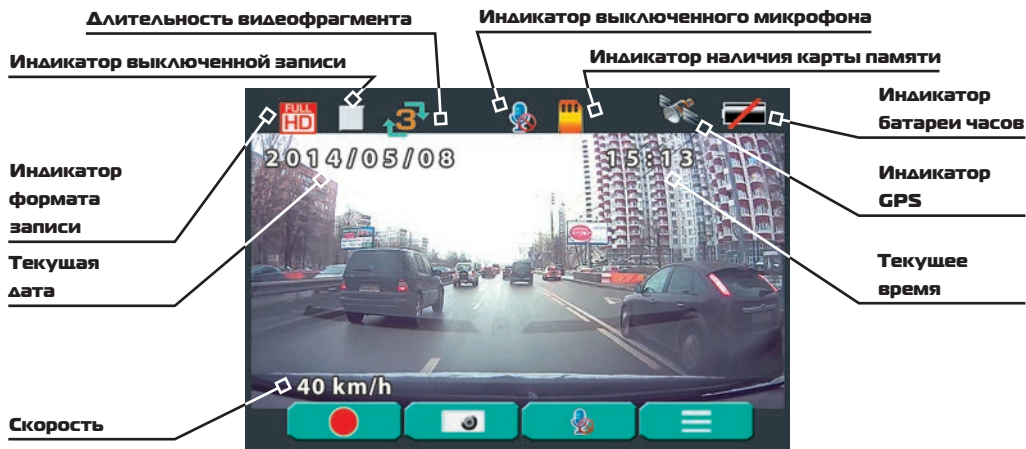 Длительность видеофрагмента
Индикатор выключенного микрофона
Индикатор выключенной записи
Индикатор наличия карты памяти
Индикатор
батареи часов
FULL
HD
3
2014/05/08
15:13
Индикатор
формата
записи
Индикатор
GPS
Текущая
дата
Текущее
время
40 km/h
Скорость